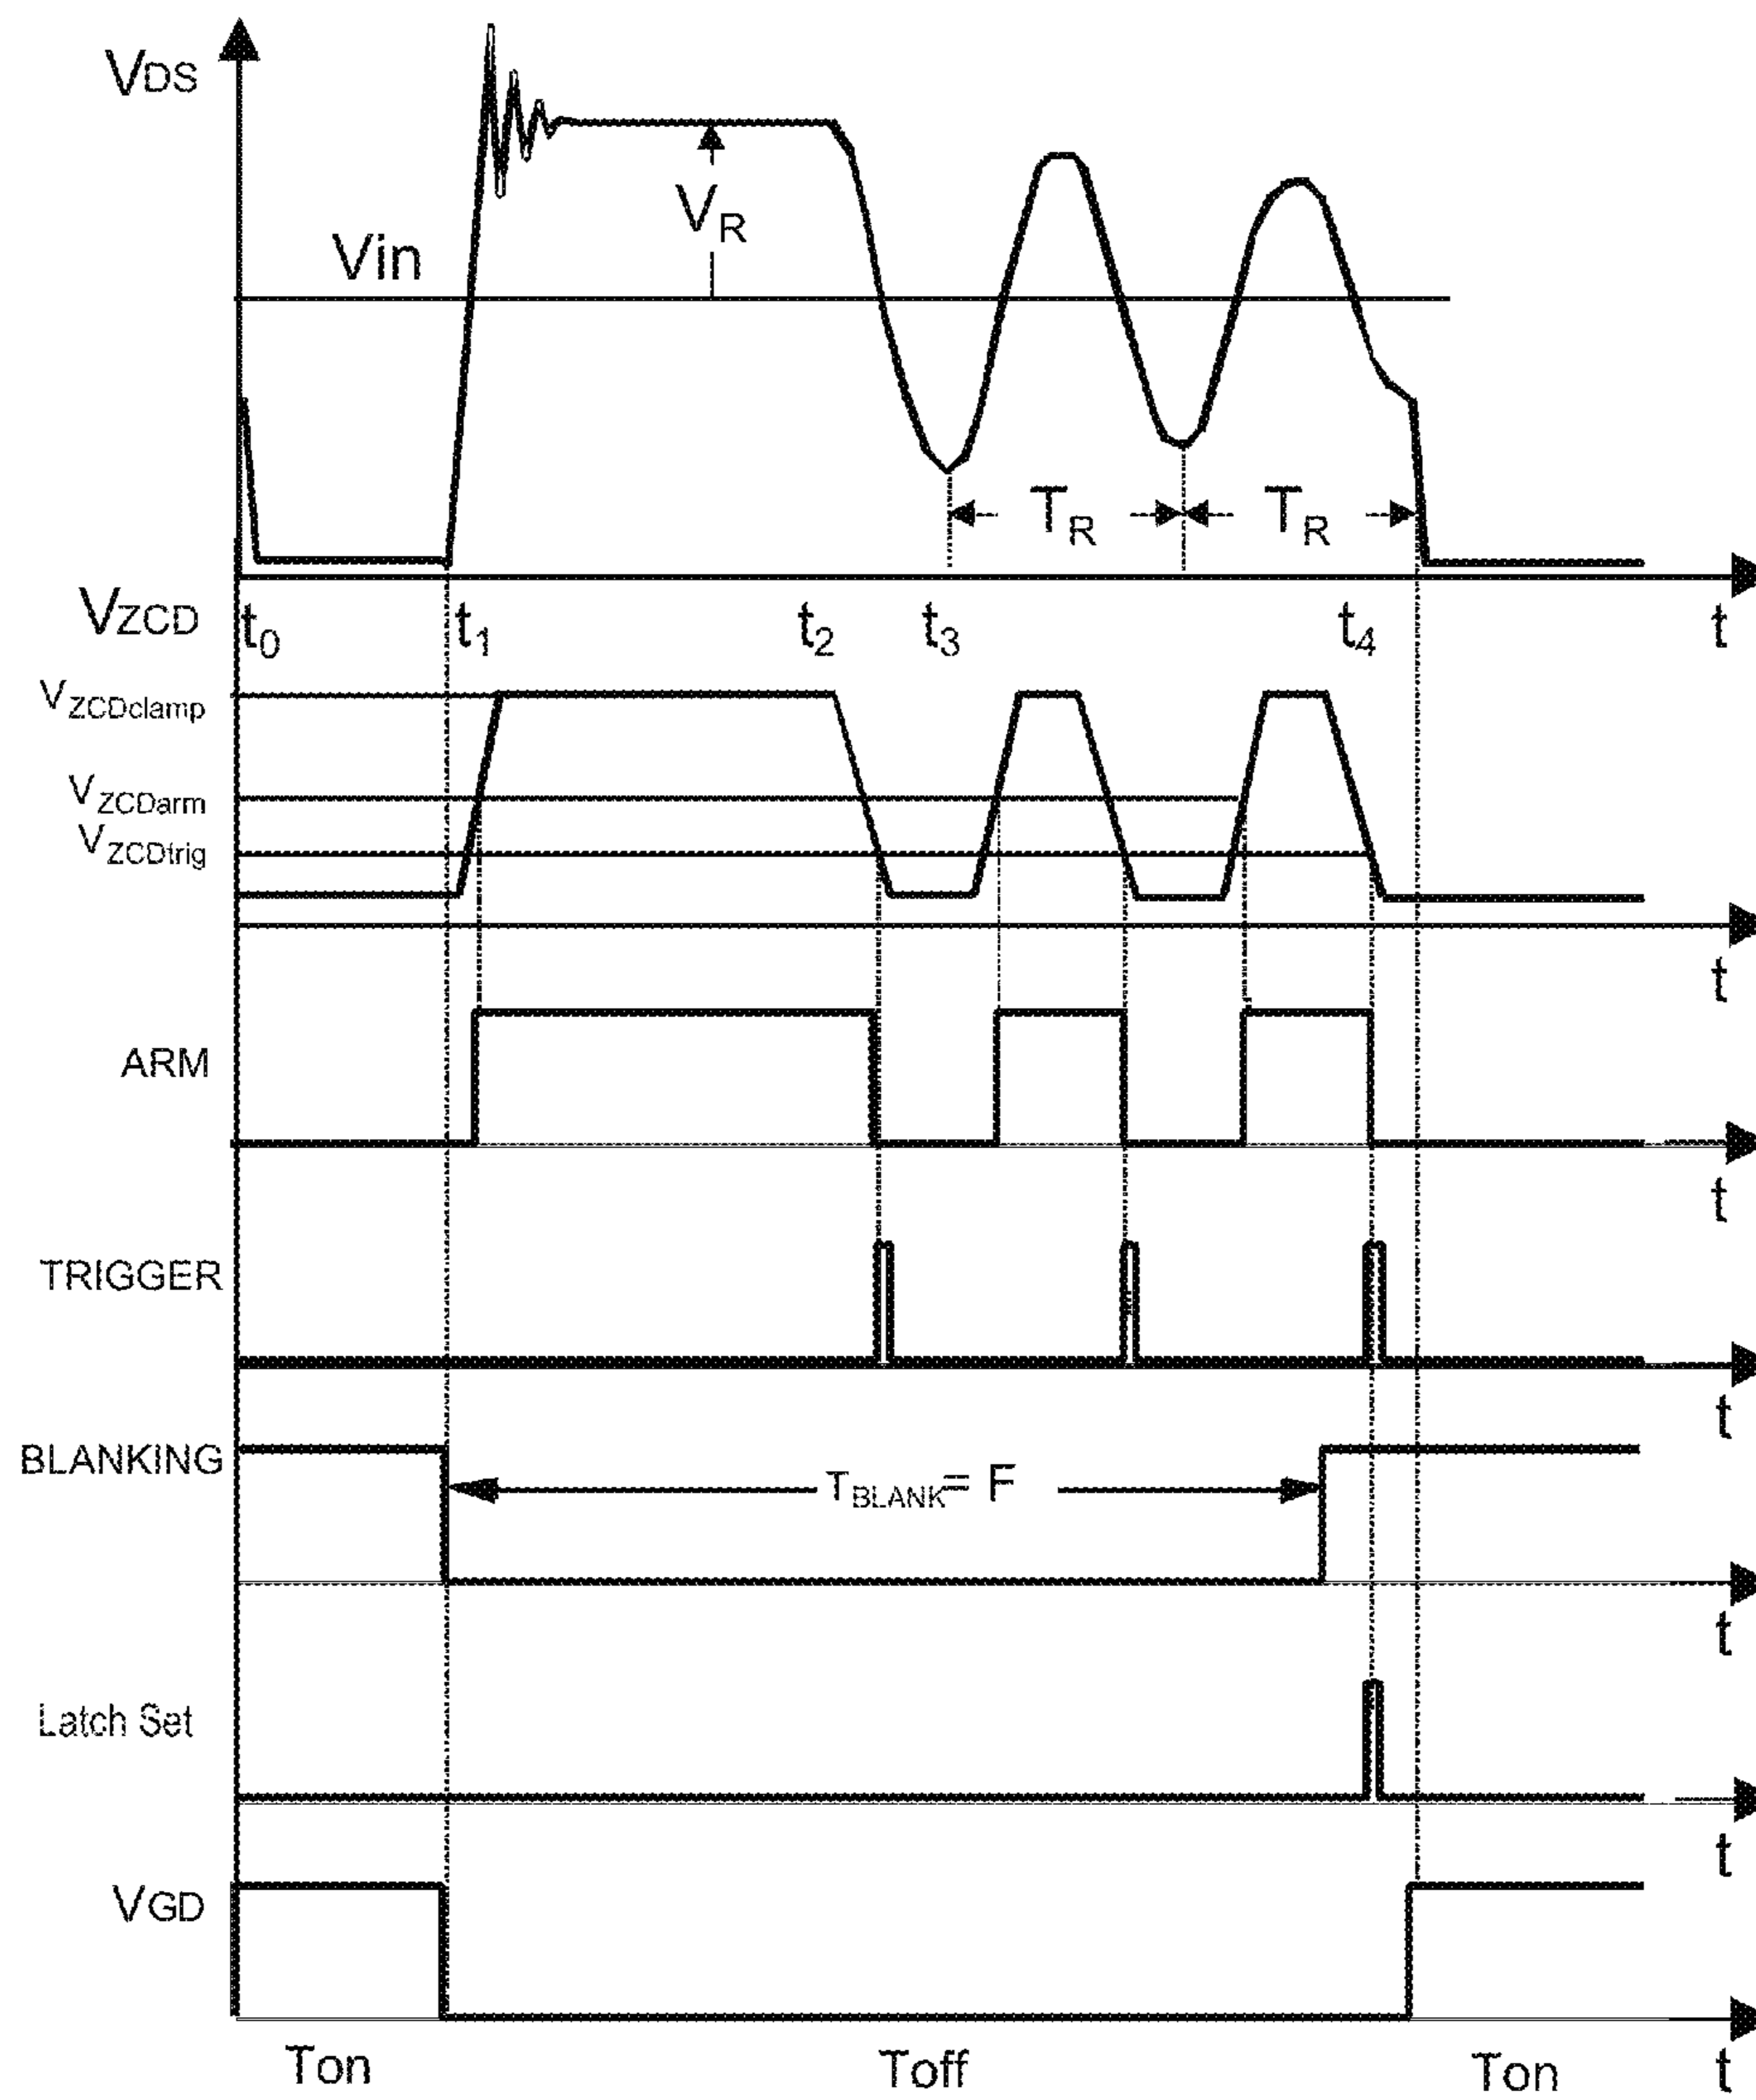 VDS
VR
Vin
TR TR
VZCD t0 t1 t2 t3 t4 t
VZCDclamp
VZCDarm
VZCDtrig
t
ARM
t
TRIGGER
t
BLANKING
TBLANK= F
t
Latch Set
t
VGD
Ton Toff Ton t